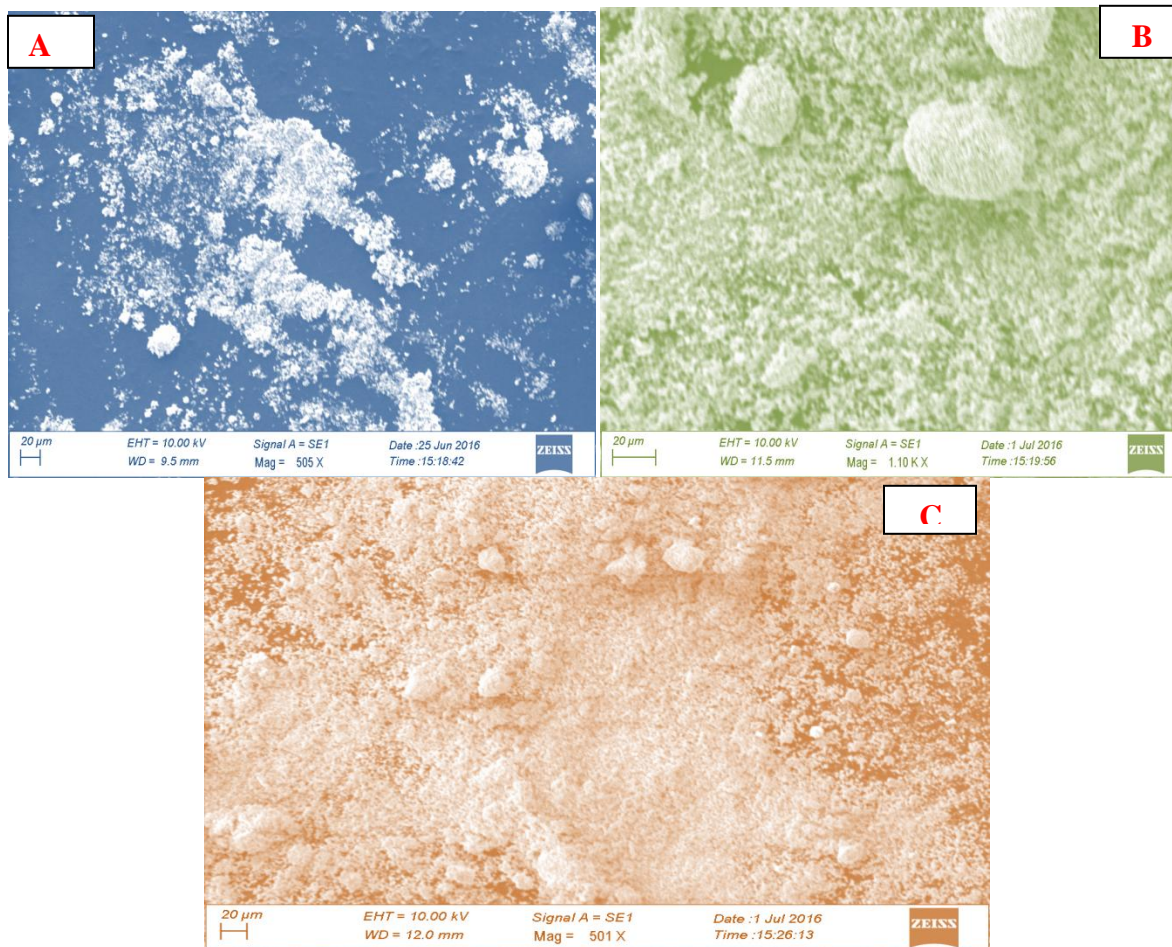 A
20 µm
EHT = 10.00 kV
Signal A = SE1
Date :25 Jun 2016
ZEISS
WD = 9.5 mm
Mag = 505 X
Time :15:18:42
B
20 µm
EHT = 10.00 kV
Signal A = SE1
Date :1 Jul 2016
ZEISS
WD = 11.5 mm
Mag = 1.10 K X
Time :15:19:56
C
20 µm
EHT = 10.00 kV
Signal A = SE1
Date :1 Jul 2016
ZEISS
WD = 12.0 mm
Mag = 501 X
Time :15:26:13